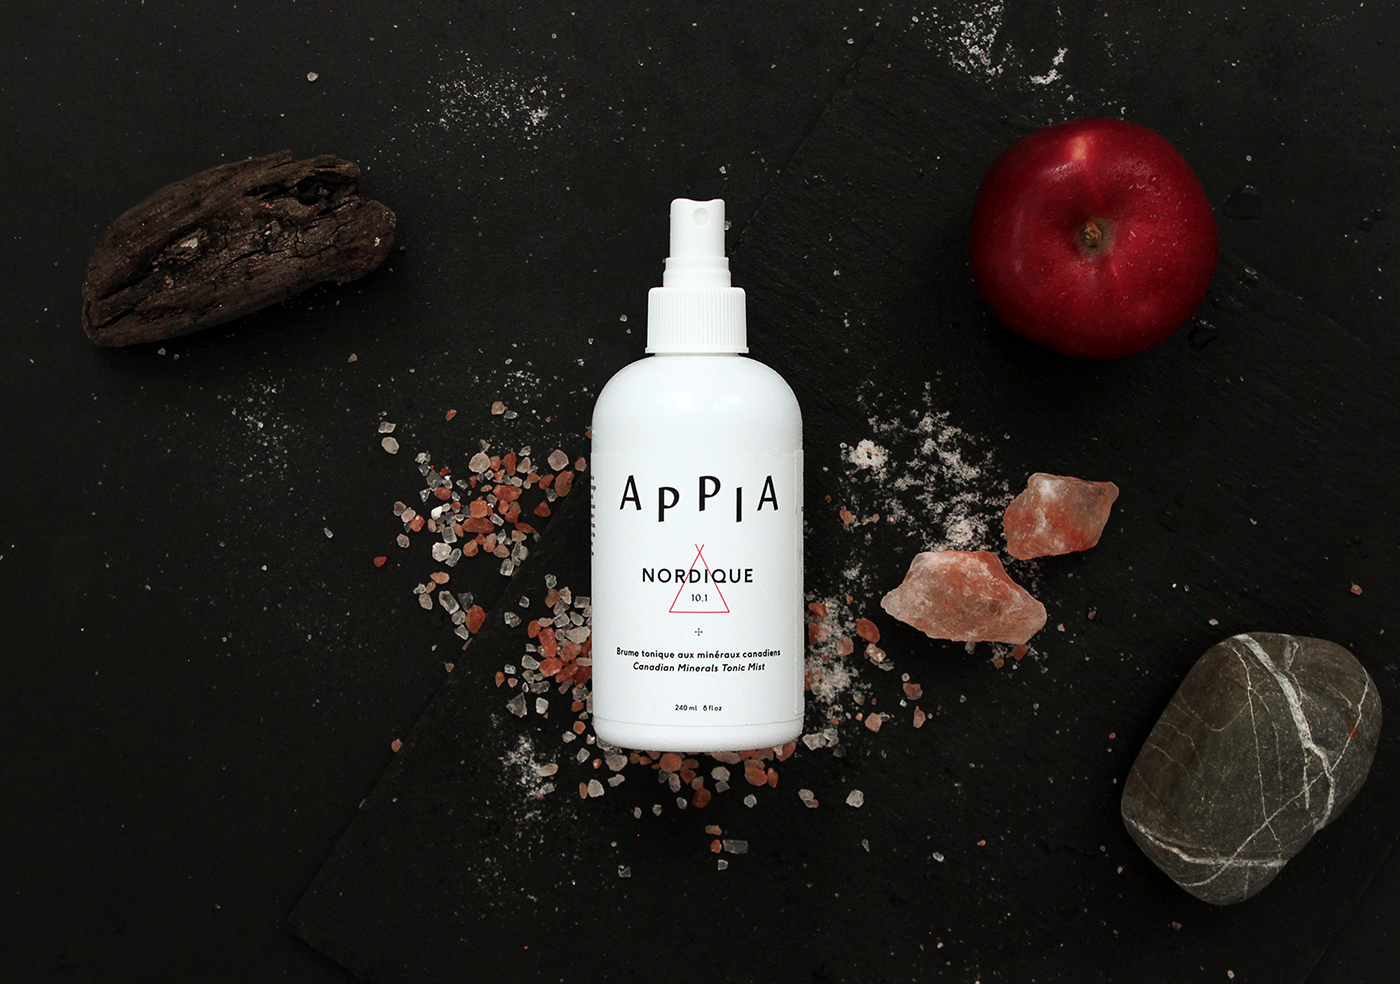 APPIA
NORDIQUE
10.1
Brume tonique aux minéraux canadiens
Canadian Minerals Tonic Mist
240 ml 8 fl oz